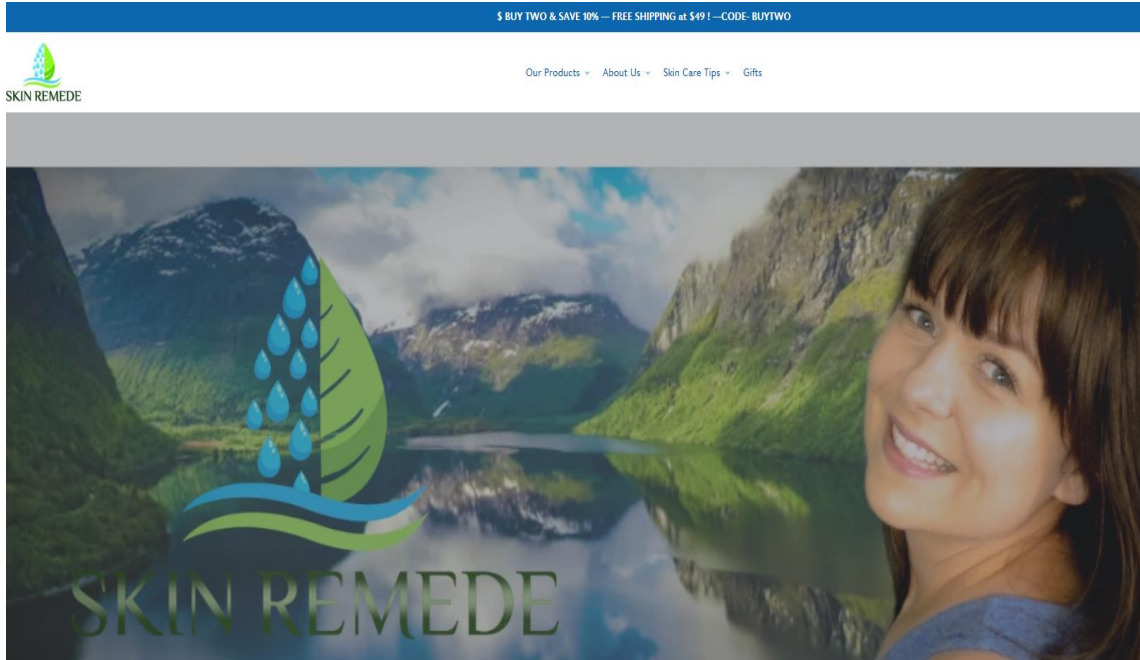 $ BUY TWO & SAVE 10% — FREE SHIPPING at $49 ! —CODE- BUYTWO
SKIN REMEDE
Our Products About Us Skin Care Tips Gifts
SKIN REMEDE